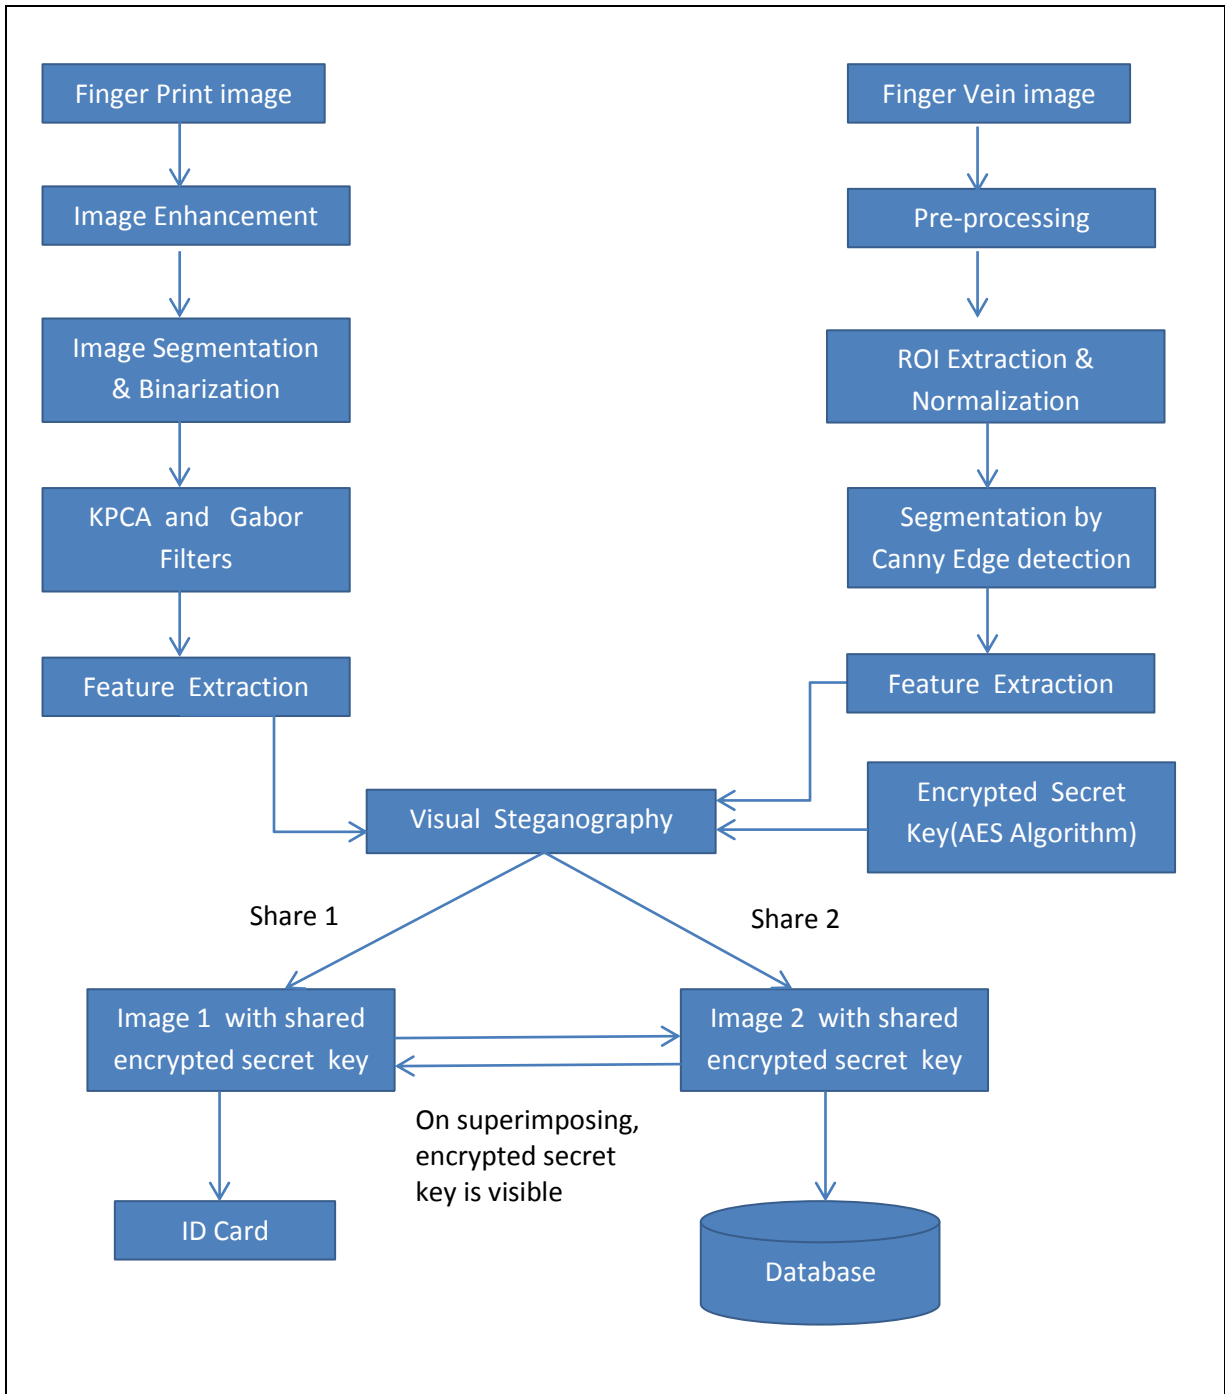 Finger Print image
Finger Vein image
Image Enhancement
Pre-processing
Image Segmentation
& Binarization
ROI Extraction &
Normalization
KPCA and Gabor
Filters
Segmentation by
Canny Edge detection
Feature Extraction
Feature Extraction
Visual Steganography
Encrypted Secret
Key(AES Algorithm)
Share 1
Share 2
Image 1 with shared
encrypted secret key
Image 2 with shared
encrypted secret key
On superimposing,
encrypted secret
key is visible
ID Card
Database